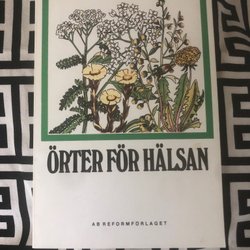 ÖRTER FÖR HÄLSAN
AB REFORMFÖRLAGET